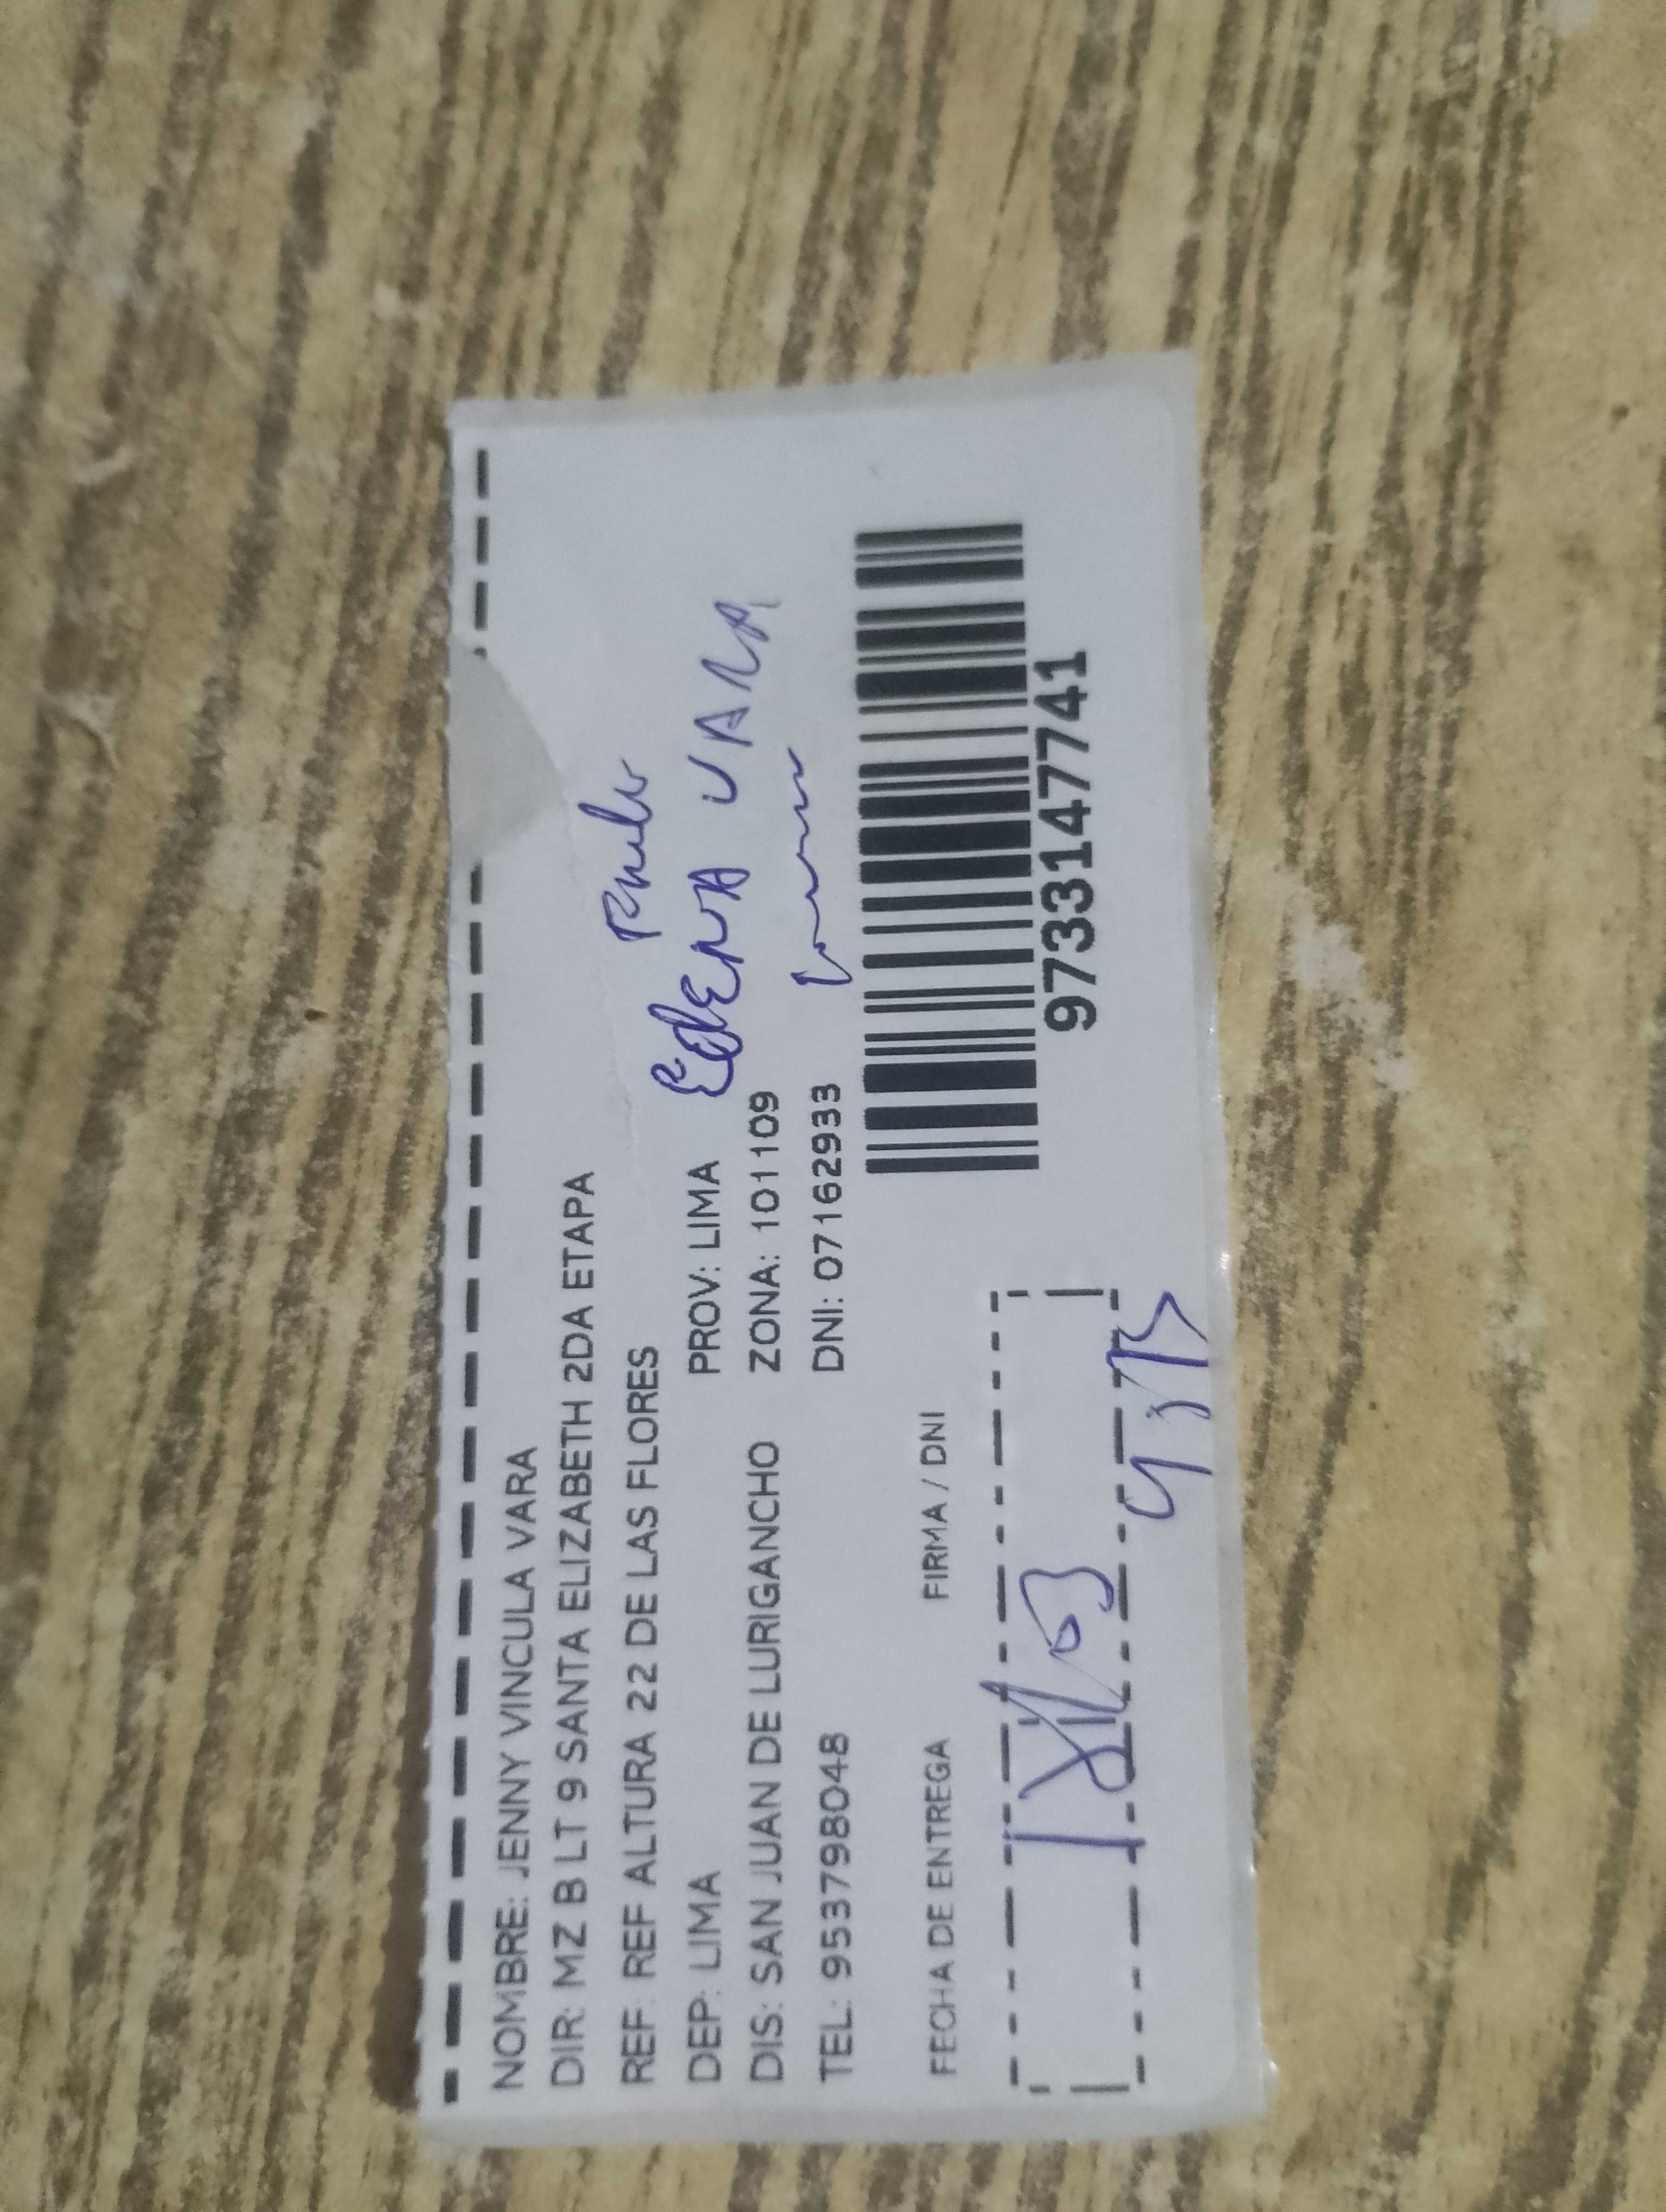 NOMBRE: JENNY VINCULA VARA
DIR: MZ B LT 9 SANTA ELIZABETH 2DA ETAPA
REF: REF ALTURA 22 DE LAS FLORES
DEP: LIMA PROV: LIMA
DIS: SAN JUAN DE LURIGANCHO ZONA: 101109
TEL: 953798048 DNI: 07162933
EdENA VARA
FECHA DE ENTREGA FIRMA / DNI
9733147741